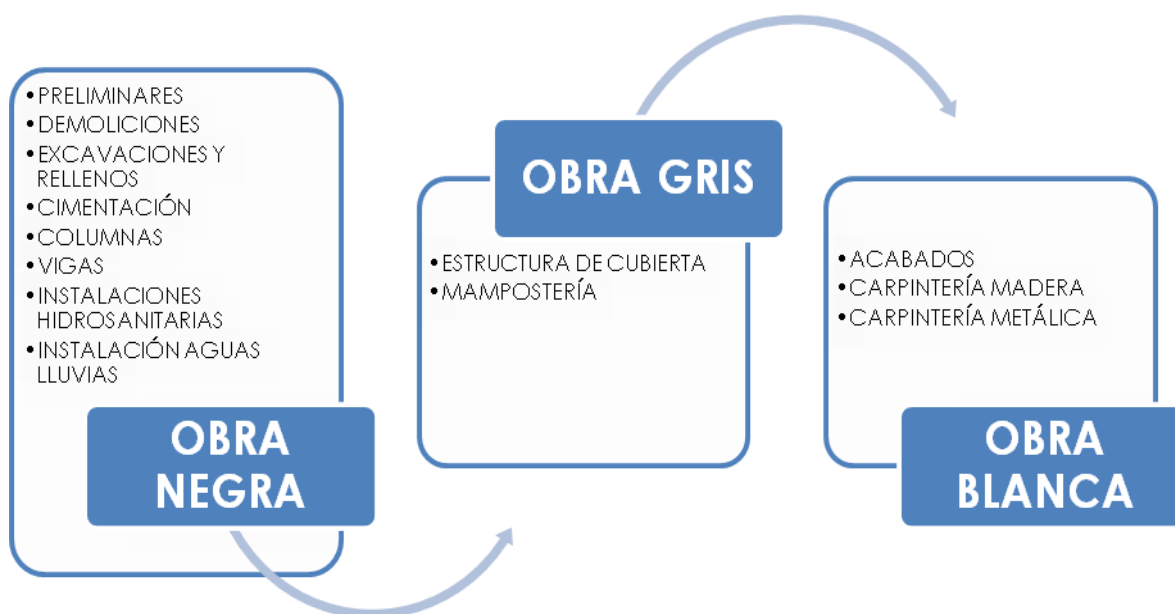 •PRELIMINARES
•DEMOLICIONES
•EXCAVACIONES Y
RELLENOS
•CIMENTACIÓN
•COLUMNAS
•VIGAS
•INSTALACIONES
HIDROSANITARIAS
•INSTALACIÓN AGUAS
LLUVIAS
OBRA
NEGRA
OBRA GRIS
•ESTRUCTURA DE CUBIERTA
•MAMPOSTERÍA
•ACABADOS
•CARPINTERÍA MADERA
•CARPINTERÍA METÁLICA
OBRA
BLANCA